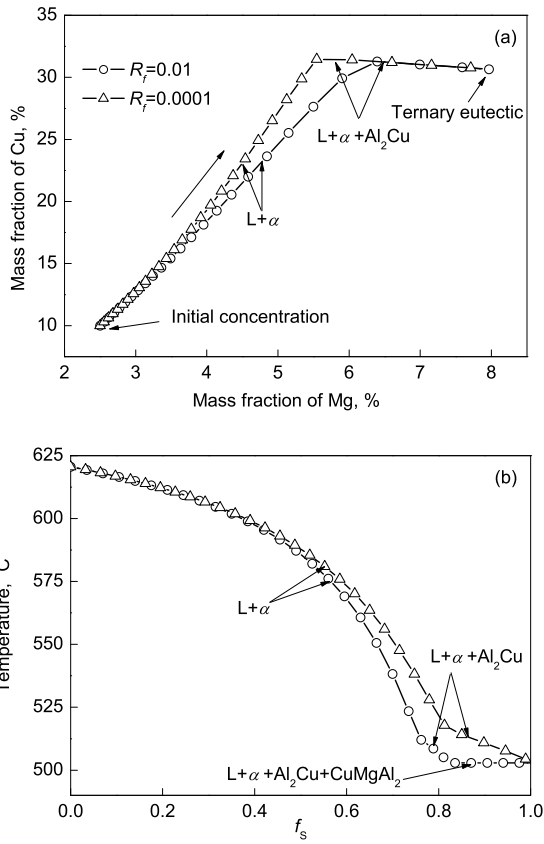 (a)
R_f=0.01
R_f=0.0001
L+α+Al₂Cu
Ternary eutectic
L+α
Initial concentration
Mass fraction of Cu, %
35
30
25
20
15
10
2 3 4 5 6 7 8
Mass fraction of Mg, %
(b)
L+α
L+α+Al₂Cu
L+α+Al₂Cu+CuMgAl₂
Temperature, C
625
600
575
550
525
500
0.0 0.2 0.4 0.6 0.8 1.0
f_S